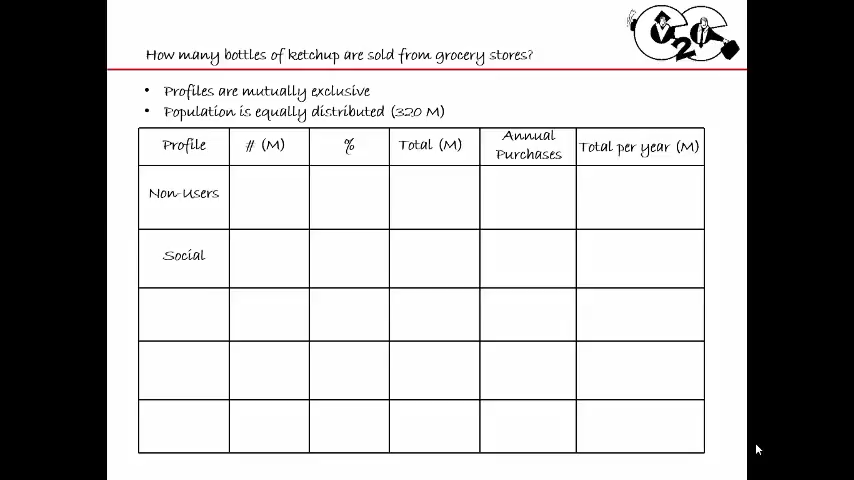 How many bottles of ketchup are sold from grocery stores?
C2C
• Profiles are mutually exclusive
• Population is equally distributed (320 M)
Profile # (M) % Total (M) Annual Purchases Total per year (M)
Non-Users
Social